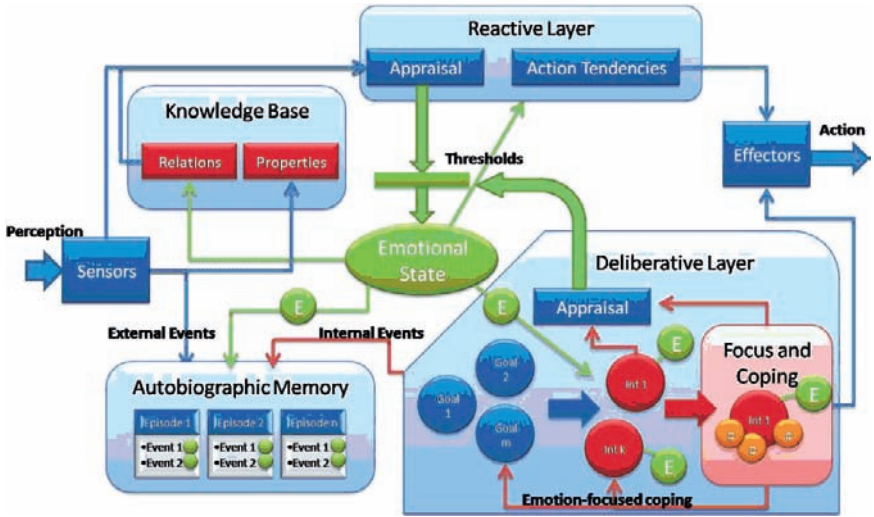 Reactive Layer
Appraisal
Action Tendencies
Knowledge Base
Relations
Properties
Thresholds
Action
Effectors
Perception
Sensors
Emotional
State
Deliberative Layer
E
E
Appraisal
External Events
Internal Events
E
Focus and
Coping
Autobiographic Memory
Goal
2
Int 1
E
Goal
1
Int 1
Episode 1
Episode 2
Episode n
Goal
m
•Event 1
•Event 2
•Event 1
•Event 2
•Event 1
•Event 2
Int k
E
Emotion-focused coping